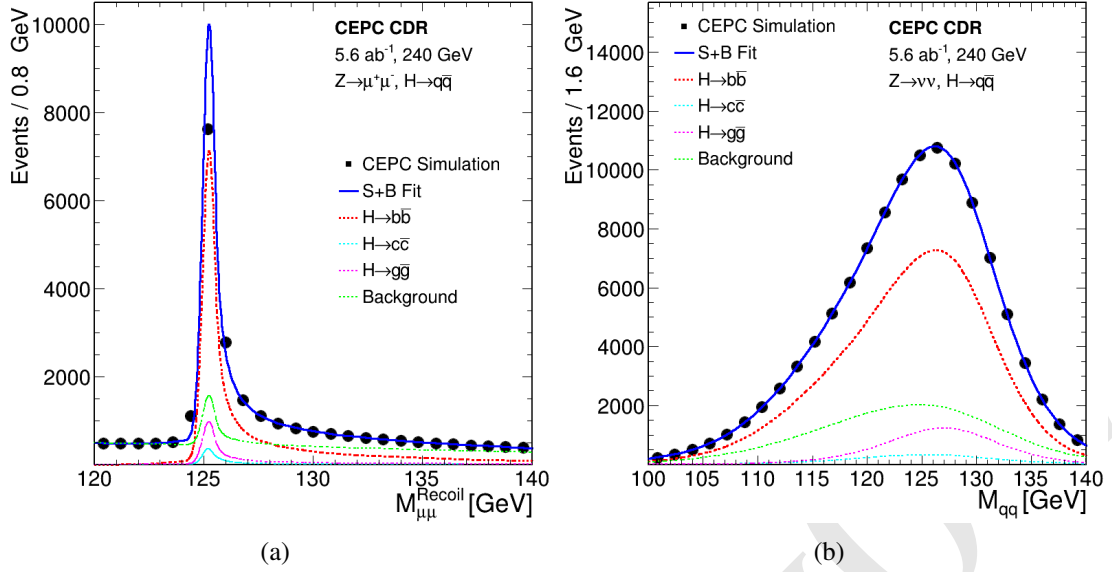 CEPC CDR
5.6 ab⁻¹, 240 GeV
Z→μ⁺μ⁻, H→qq̅
CEPC Simulation
S+B Fit
H→bb̅
H→cc̅
H→gg̅
Background
Events / 0.8 GeV
10000
8000
6000
4000
2000
120 125 130 135 140
M_μμ^Recoil [GeV]
(a)
CEPC Simulation
S+B Fit
H→bb̅
H→cc̅
H→gg̅
Background
CEPC CDR
5.6 ab⁻¹, 240 GeV
Z→νν, H→qq̅
Events / 1.6 GeV
14000
12000
10000
8000
6000
4000
2000
100 105 110 115 120 125 130 135 140
M_qq [GeV]
(b)